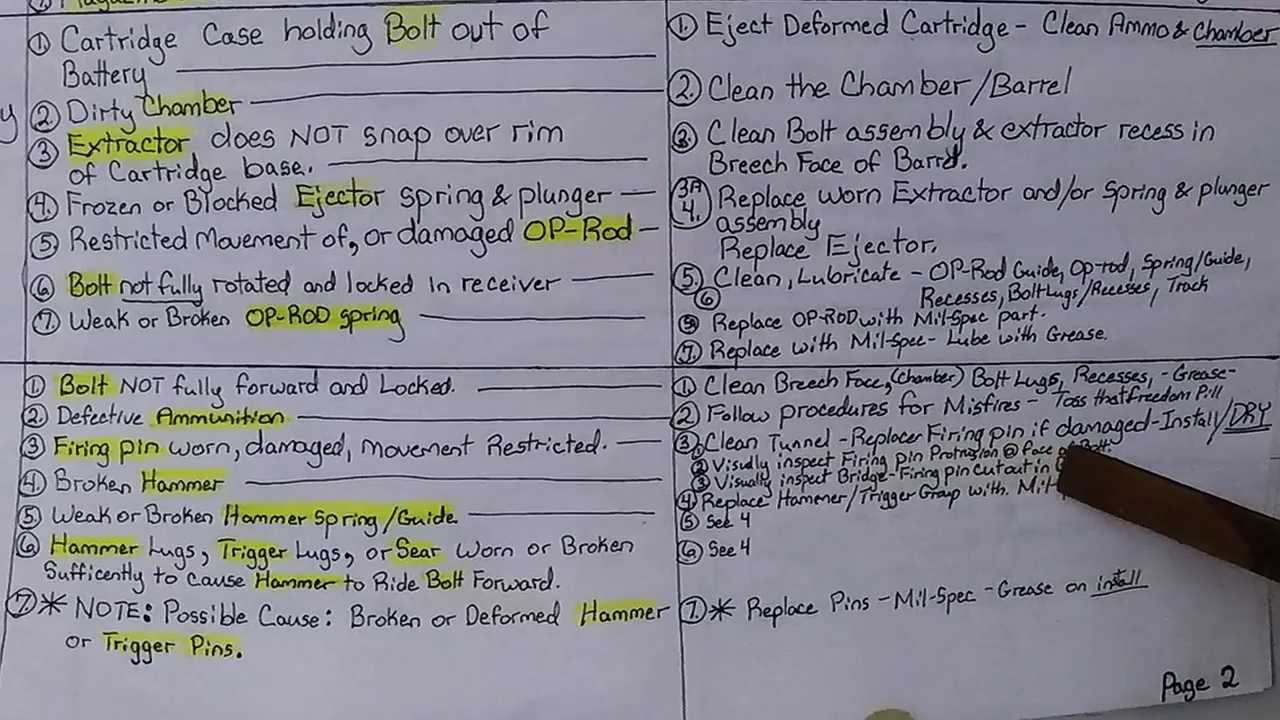 ① Cartridge Case holding Bolt out of
Battery
② Dirty Chamber
③ Extractor does NOT snap over rim
of Cartridge base.
④ Frozen or Blocked Ejector spring & plunger
⑤ Restricted Movement of, or damaged OP-Rod
⑥ Bolt not fully rotated and locked in receiver
⑦ Weak or Broken OP-ROD spring
① Eject Deformed Cartridge - Clean Ammo & Chamber
② Clean the Chamber/Barrel
③ Clean Bolt assembly & extractor recess in
Breech Face of Barrel.
3A Replace worn Extractor and/or spring & plunger
4. assembly
Replace Ejector.
⑤ Clean, Lubricate - OP-Rod Guide, Op-rod, Spring/Guide,
⑥ Recesses, Bolt Lugs/Recesses, Track
Replace OP-ROD with Mil-Spec part.
⑦ Replace with Mil-Spec - Lube with Grease.
① Bolt NOT fully forward and Locked.
② Defective Ammunition
③ Firing pin worn, damaged, Movement Restricted.
④ Broken Hammer
⑤ Weak or Broken Hammer Spring/Guide
⑥ Hammer Lugs, Trigger Lugs, or Sear worn or Broken
Sufficently to cause Hammer to Ride Bolt Forward.
⑦ * NOTE: Possible Cause: Broken or Deformed Hammer
or Trigger Pins.
① Clean Breech Face, (Chamber) Bolt Lugs, Recesses, - Grease-
② Follow procedures for Misfires - Toss that Freedom Pill
③ Clean Tunnel - Replacer Firing pin if damaged - Install/DRY
② Visually inspect Firing pin Protrusion @ face
③ Visually inspect Bridge - Firing pin cutout in
④ Replace Hammer/Trigger Group with
⑤ See 4
⑥ See 4
⑦ * Replace Pins - Mil-Spec - Grease on install
Page 2